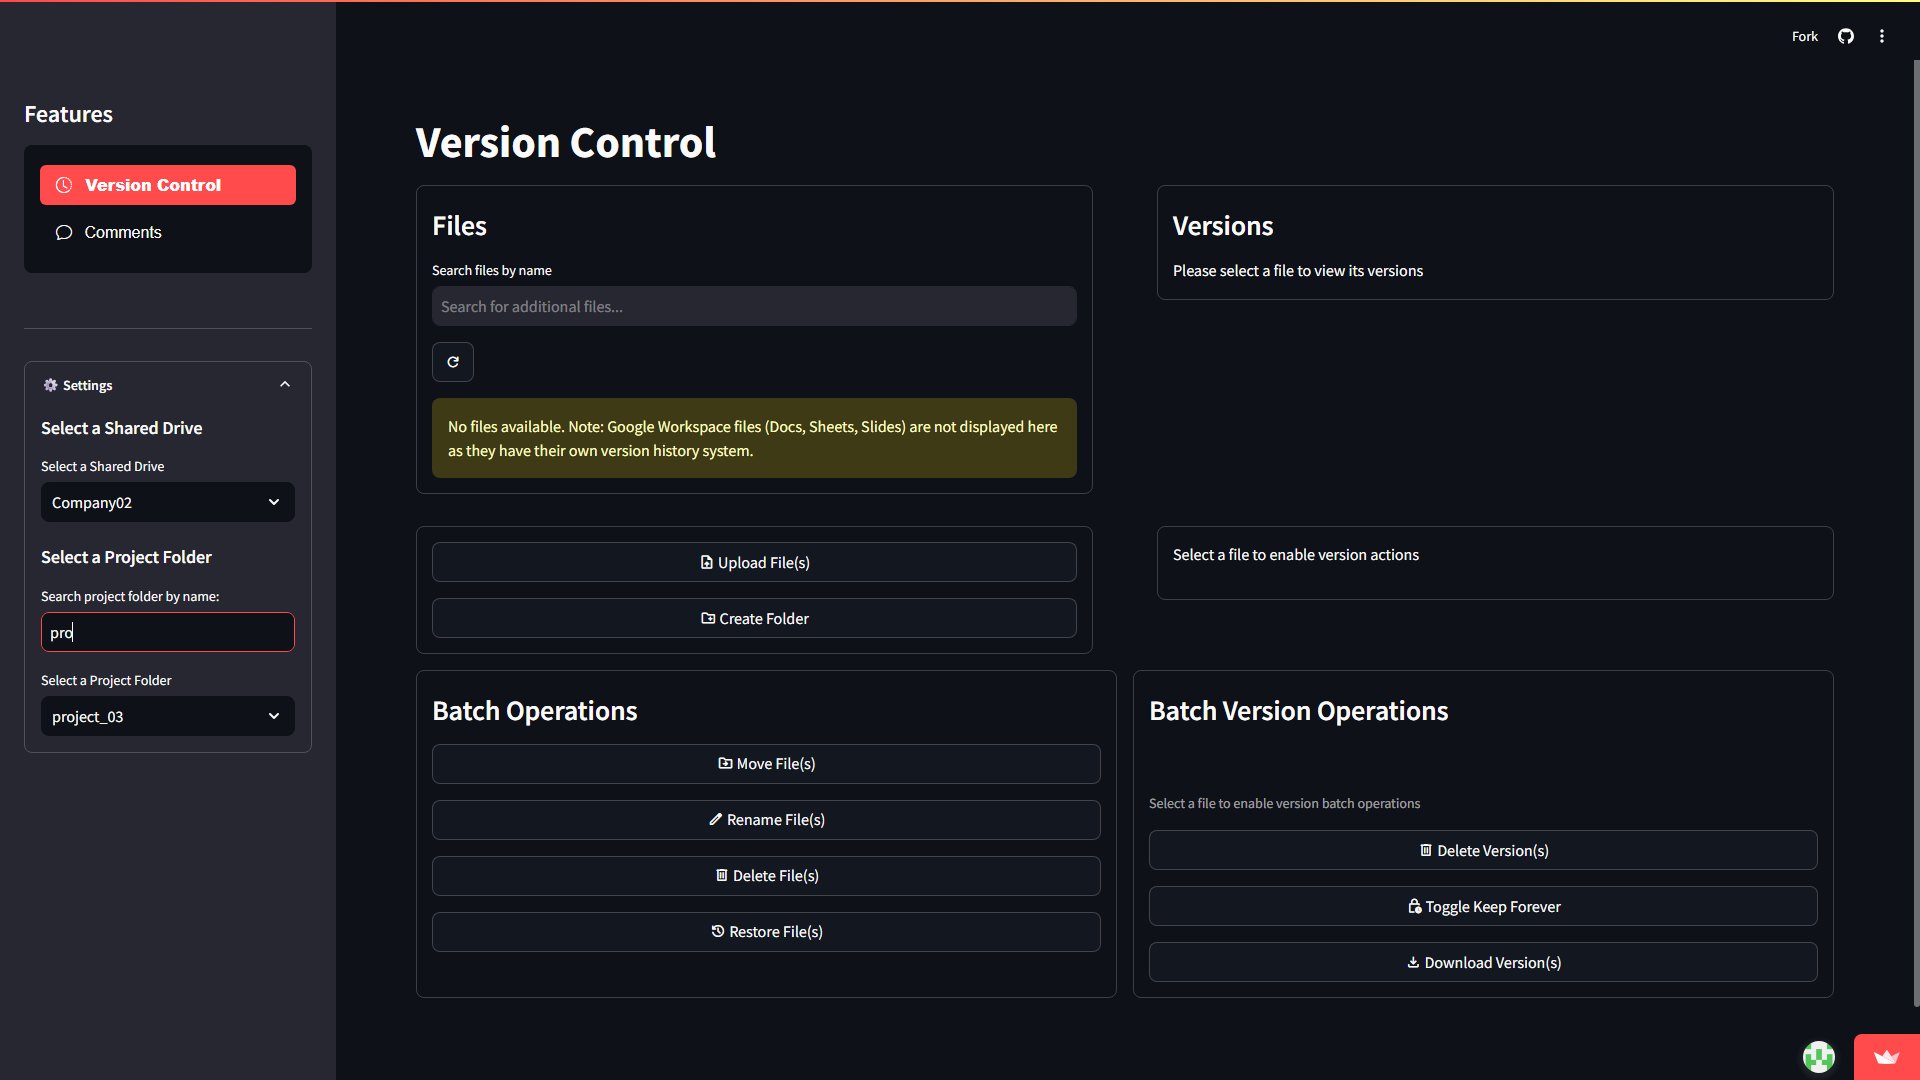 Fork
Features
Version Control
Comments
Settings
Select a Shared Drive
Select a Shared Drive
Company02
Select a Project Folder
Search project folder by name:
pro
Select a Project Folder
project_03
Version Control
Files
Search files by name
Search for additional files...
No files available. Note: Google Workspace files (Docs, Sheets, Slides) are not displayed here
as they have their own version history system.
Versions
Please select a file to view its versions
Upload File(s)
Create Folder
Select a file to enable version actions
Batch Operations
Move File(s)
Rename File(s)
Delete File(s)
Restore File(s)
Batch Version Operations
Select a file to enable version batch operations
Delete Version(s)
Toggle Keep Forever
Download Version(s)